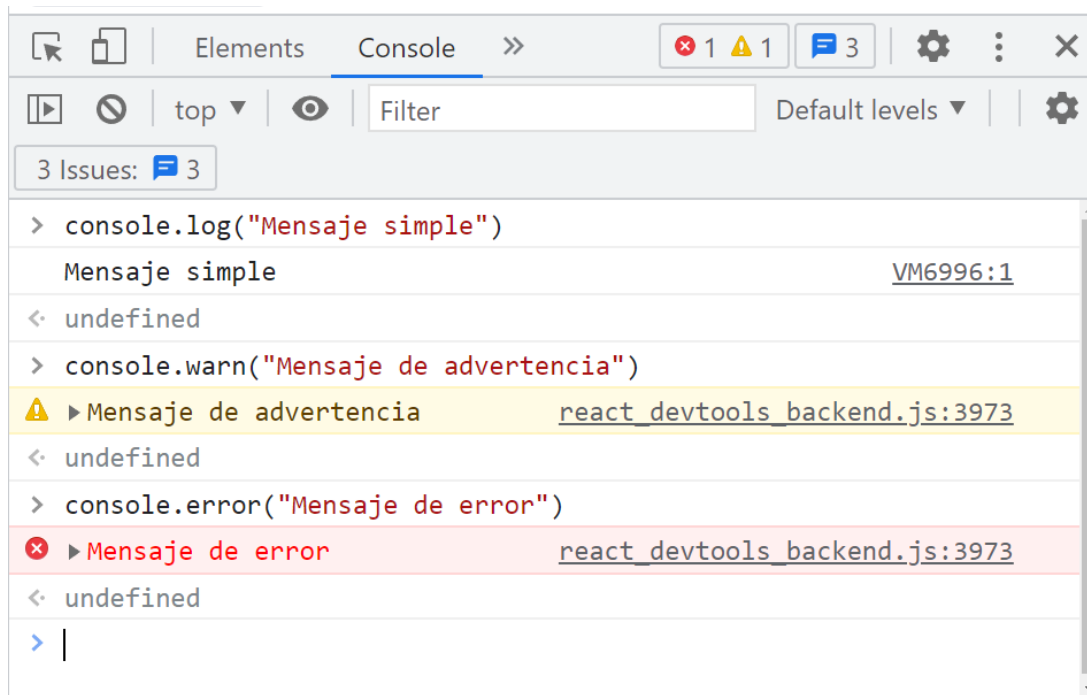 Elements Console 1 1 3
top Filter Default levels
3 Issues: 3
> console.log("Mensaje simple")
Mensaje simple VM6996:1
undefined
> console.warn("Mensaje de advertencia")
Mensaje de advertencia react_devtools_backend.js:3973
undefined
> console.error("Mensaje de error")
Mensaje de error react_devtools_backend.js:3973
undefined
>